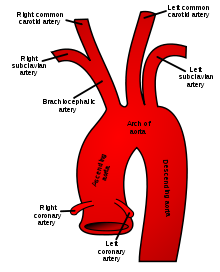 Right common
carotid artery
Left common
carotid artery
Right
subclavian
artery
Left
subclavian
artery
Brachiocephalic
artery
Arch of
aorta
Ascending
aorta
Descending aorta
Right
coronary
artery
Left
coronary
artery